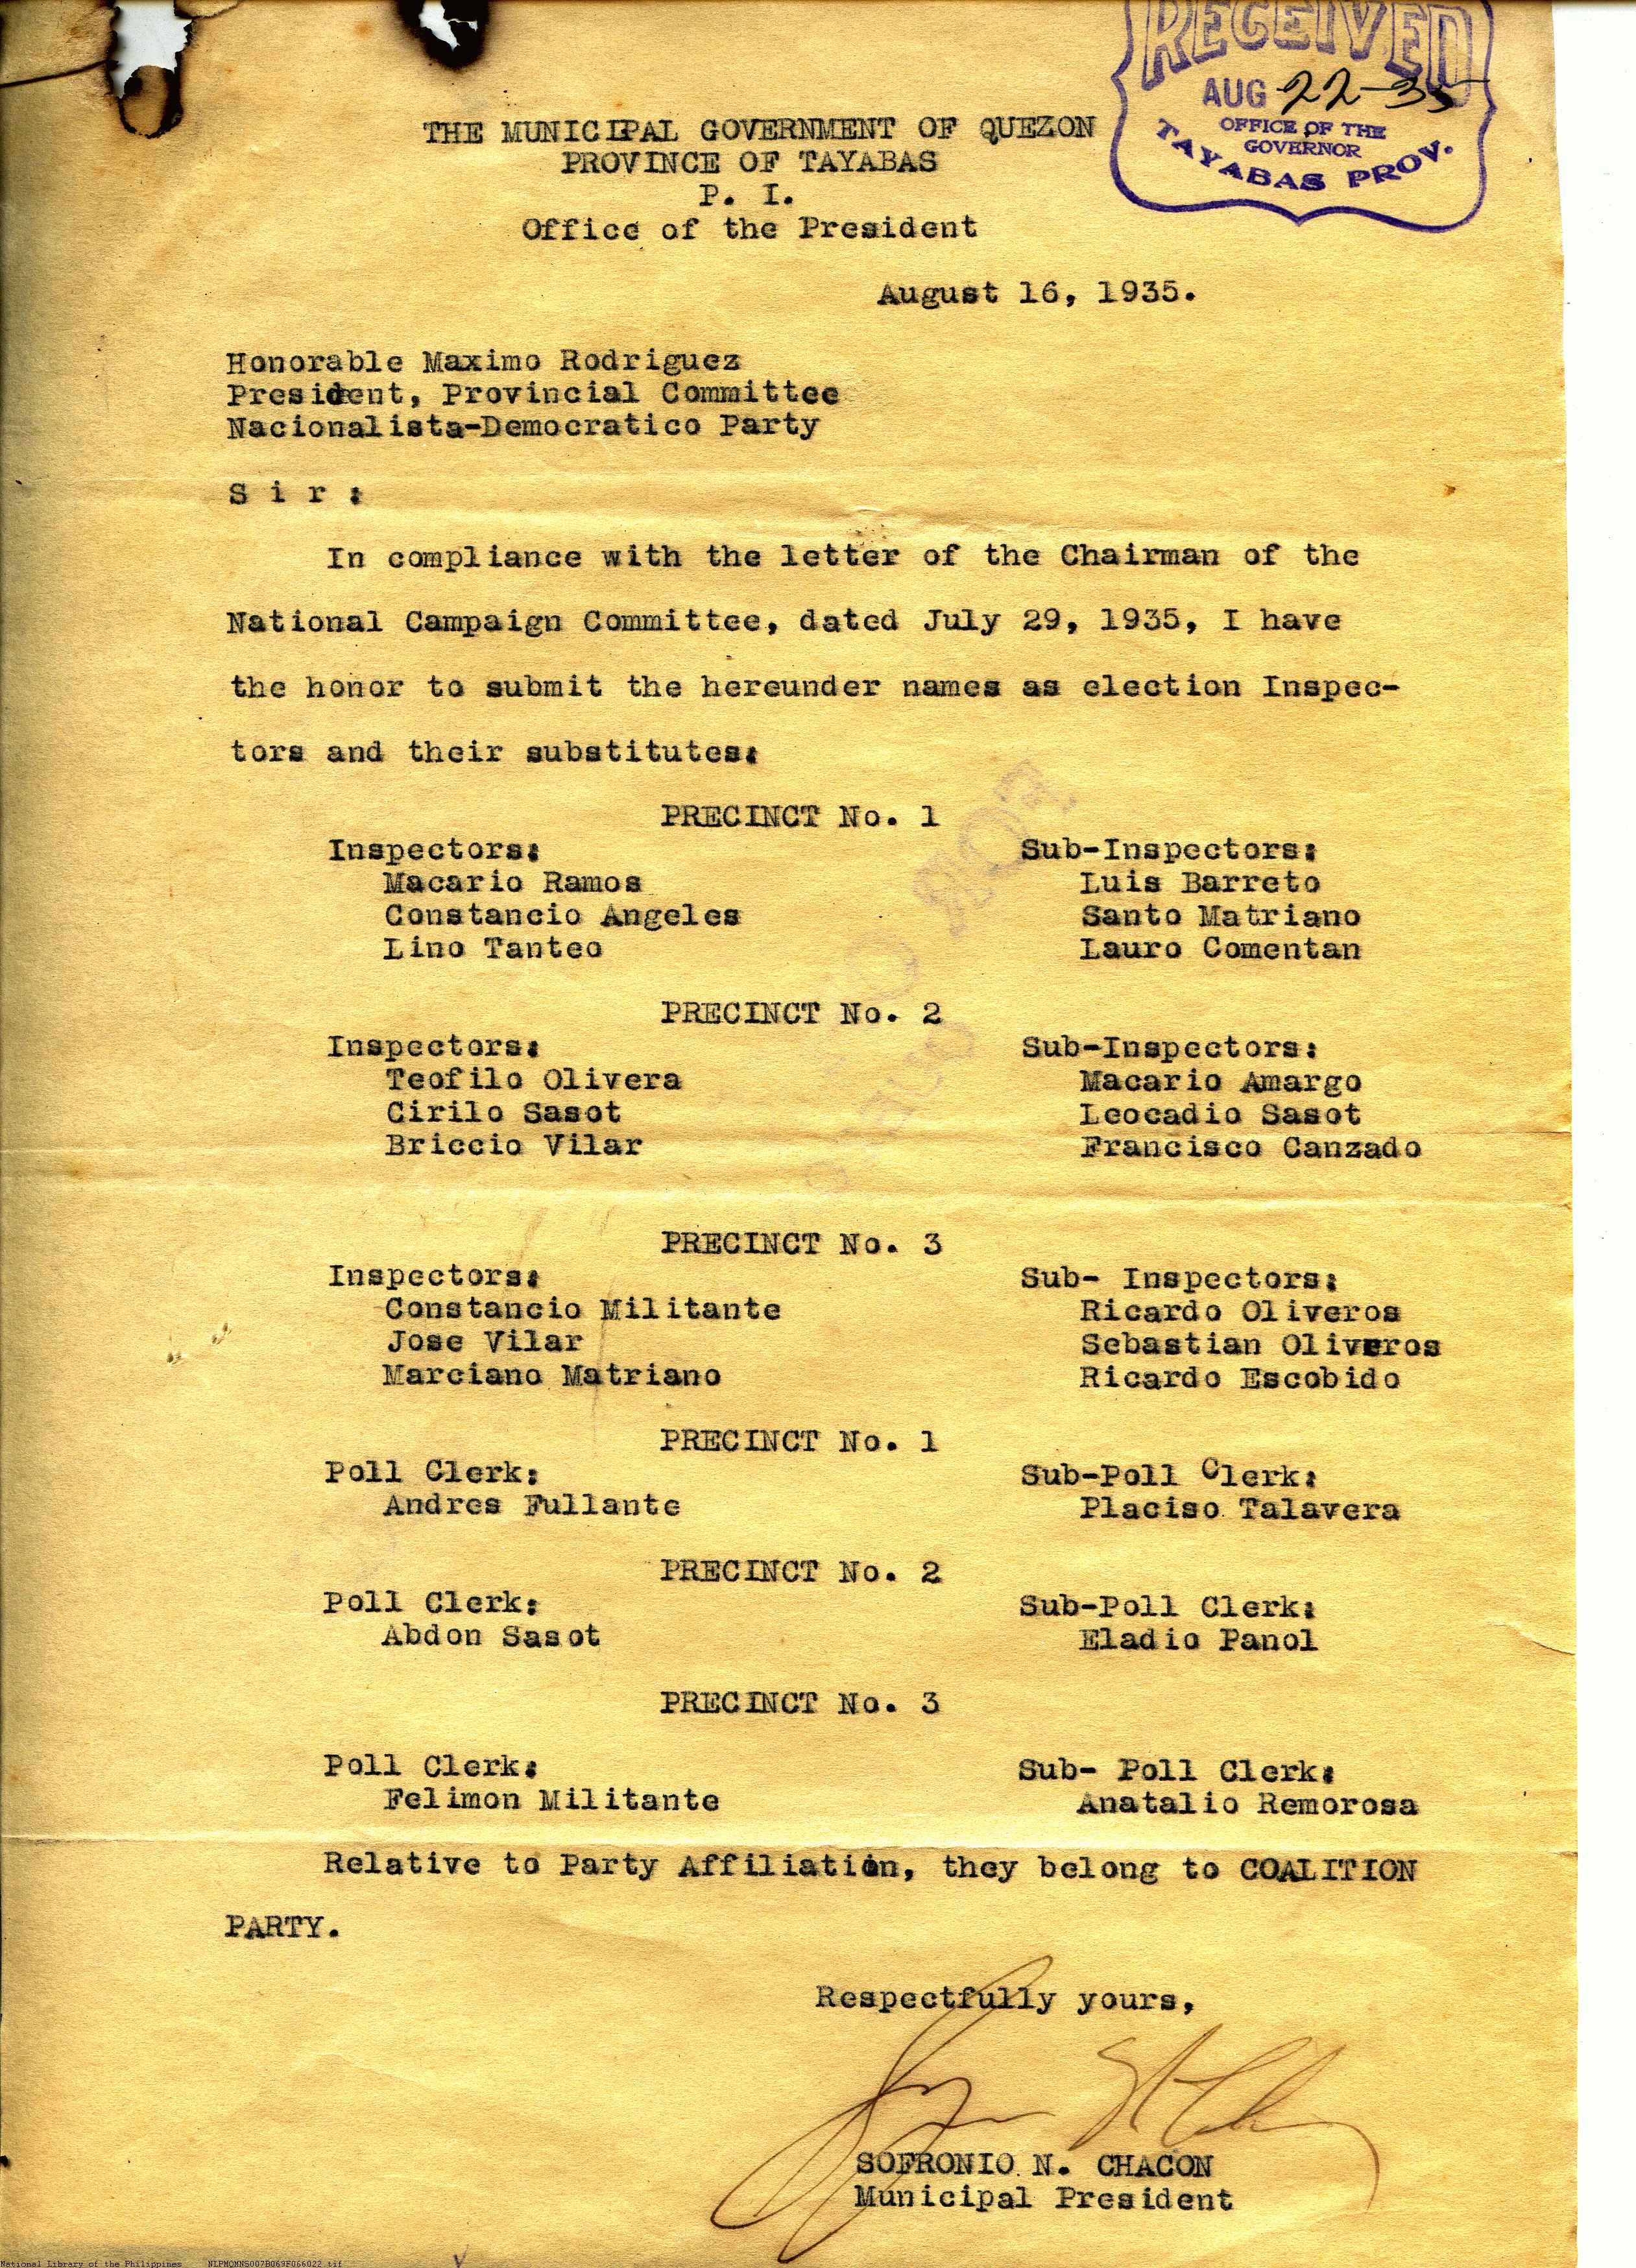 RECEIVED
AUG 22-35
OFFICE OF THE
GOVERNOR
TAYABAS PROV.
THE MUNICIPAL GOVERNMENT OF QUEZON
PROVINCE OF TAYABAS
P. I.
Office of the President
August 16, 1935.
Honorable Maximo Rodriguez
President, Provincial Committee
Nacionalista-Democratico Party
S i r :
In compliance with the letter of the Chairman of the
National Campaign Committee, dated July 29, 1935, I have
the honor to submit the hereunder names as election Inspec-
tors and their substitutes:
PRECINCT No. 1
Inspectors: Sub-Inspectors:
Macario Ramos Luis Barreto
Constancio Angeles Santo Matriano
Lino Tanteo Lauro Comentan
PRECINCT No. 2
Inspectors: Sub-Inspectors:
Teofilo Olivera Macario Amargo
Cirilo Sasot Leocadio Sasot
Briccio Vilar Francisco Canzado
PRECINCT No. 3
Inspectors: Sub- Inspectors:
Constancio Militante Ricardo Oliveros
Jose Vilar Sebastian Oliveros
Marciano Matriano Ricardo Escobido
PRECINCT No. 1
Poll Clerk: Sub-Poll Clerk:
Andres Fullante Placiso Talavera
PRECINCT No. 2
Poll Clerk: Sub-Poll Clerk:
Abdon Sasot Eladio Panol
PRECINCT No. 3
Poll Clerk: Sub- Poll Clerk:
Felimon Militante Anatalio Remorosa
Relative to Party Affiliation, they belong to COALITION
PARTY.
Respectfully yours,
SOFRONIO N. CHACON
Municipal President
National Library of the Philippines NLPMQMNS007B069F066022.tif